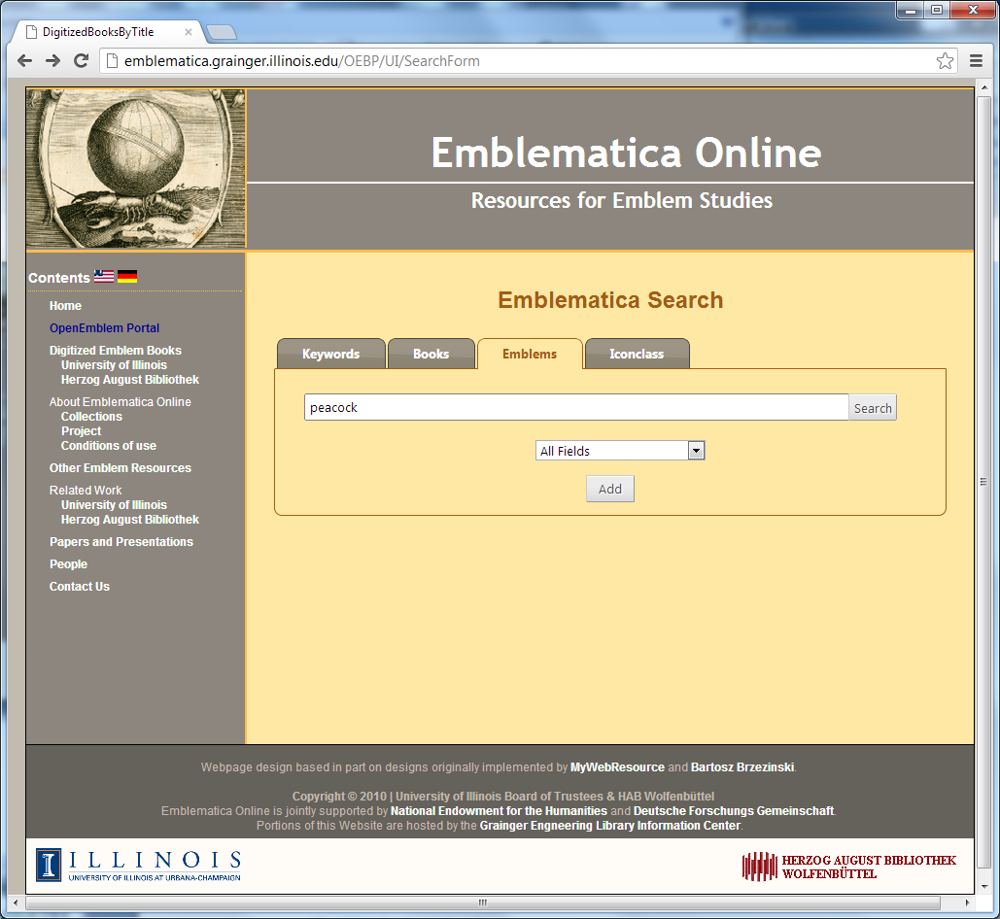 DigitizedBooksByTitle
emblematica.grainger.illinois.edu/OEBP/UI/SearchForm
Emblematica Online
Resources for Emblem Studies
Contents
Home
OpenEmblem Portal
Digitized Emblem Books
University of Illinois
Herzog August Bibliothek
About Emblematica Online
Collections
Project
Conditions of use
Other Emblem Resources
Related Work
University of Illinois
Herzog August Bibliothek
Papers and Presentations
People
Contact Us
Emblematica Search
Keywords Books Emblems Iconclass
peacock Search
All Fields
Add
Webpage design based in part on designs originally implemented by MyWebResource and Bartosz Brzezinski.
Copyright © 2010 | University of Illinois Board of Trustees & HAB Wolfenbüttel
Emblematica Online is jointly supported by National Endowment for the Humanities and Deutsche Forschungs Gemeinschaft.
Portions of this Website are hosted by the Grainger Engneering Library Information Center.
I ILLINOIS
UNIVERSITY OF ILLINOIS AT URBANA-CHAMPAIGN
HERZOG AUGUST BIBLIOTHEK
WOLFENBÜTTEL